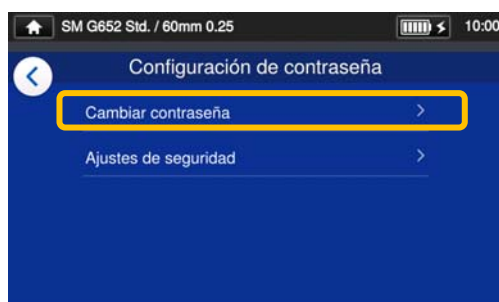 SM G652 Std. / 60mm 0.25 10:00
Configuración de contraseña
Cambiar contraseña
Ajustes de seguridad